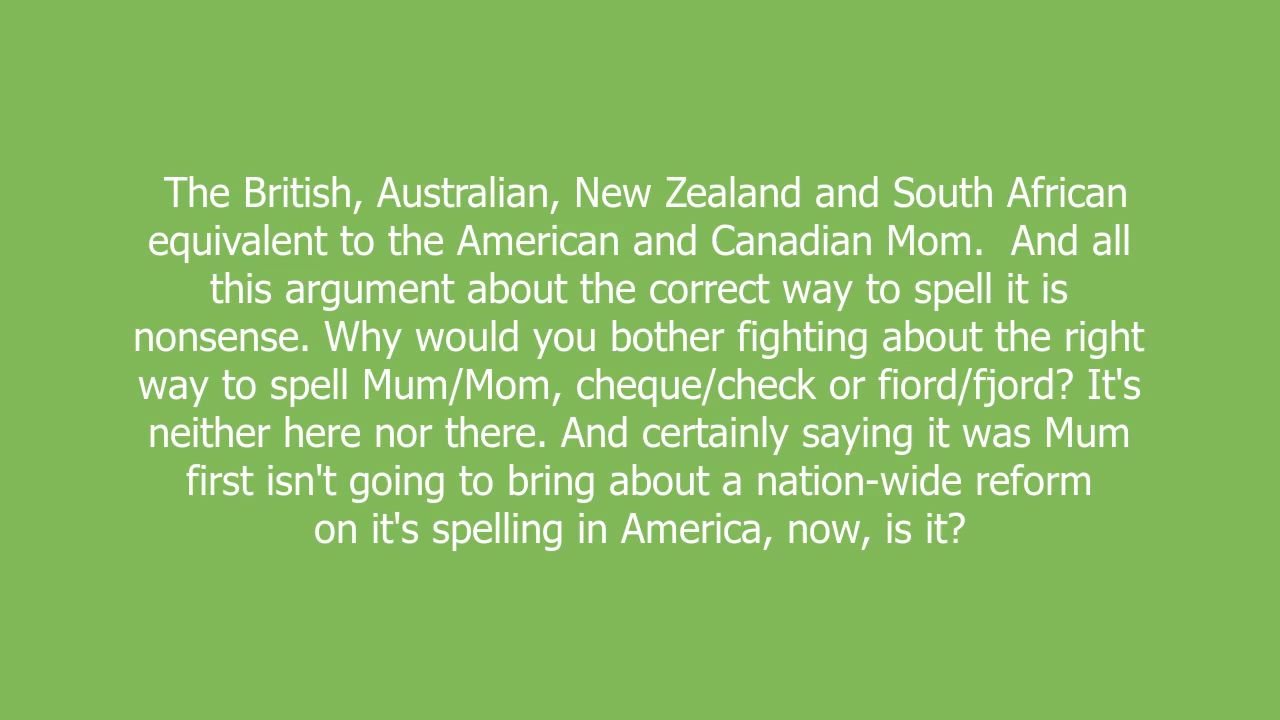 The British, Australian, New Zealand and South African
equivalent to the American and Canadian Mom.  And all
this argument about the correct way to spell it is
nonsense. Why would you bother fighting about the right
way to spell Mum/Mom, cheque/check or fiord/fjord? It's
neither here nor there. And certainly saying it was Mum
first isn't going to bring about a nation-wide reform
on it's spelling in America, now, is it?